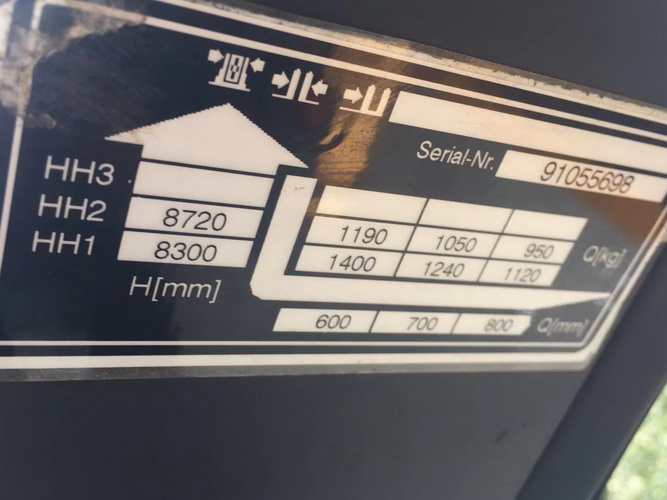 Serial-Nr. 91055698
HH3
HH2 8720 1190 1050 950 Q[kg]
HH1 8300 1400 1240 1120
H[mm]
600 700 800 Q[mm]